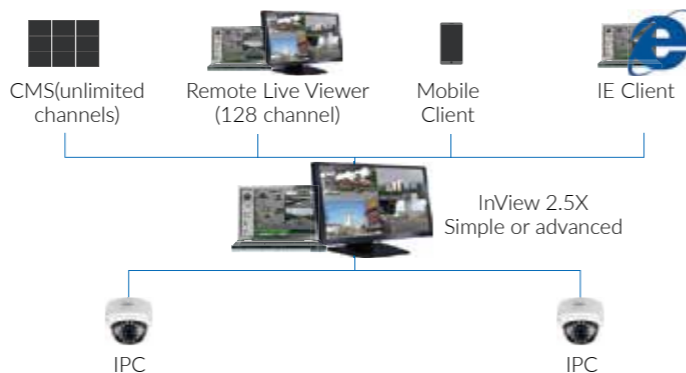 CMS(unlimited
channels)
Remote Live Viewer
(128 channel)
Mobile
Client
IE Client
InView 2.5X
Simple or advanced
IPC
IPC